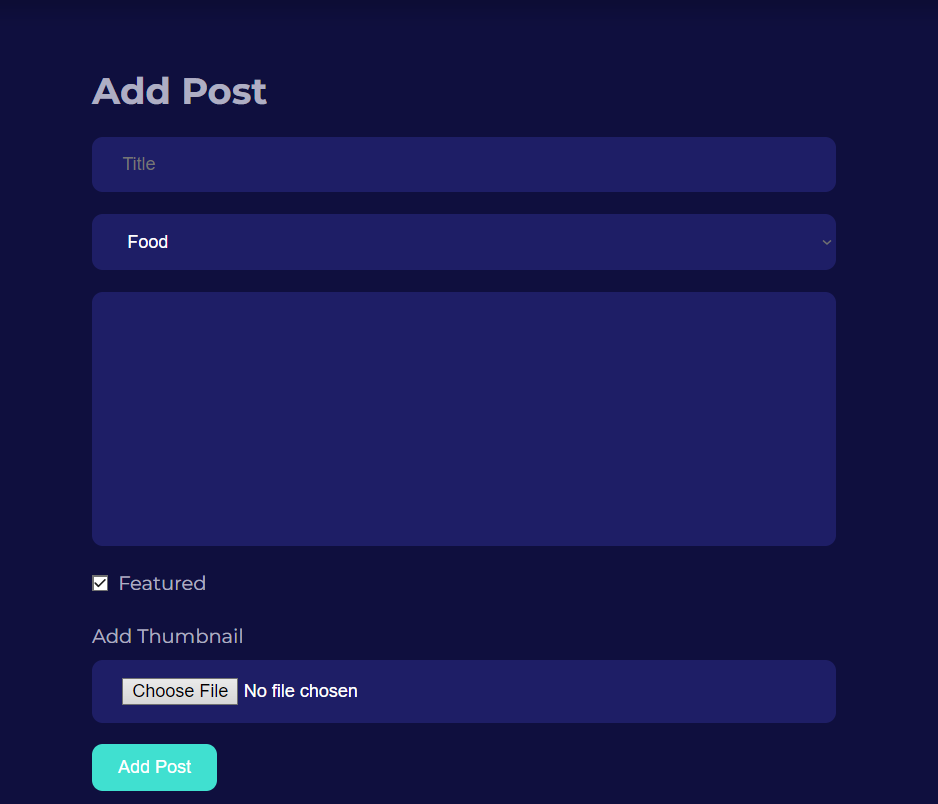 Add Post
Title
Food
Featured
Add Thumbnail
Choose File No file chosen
Add Post